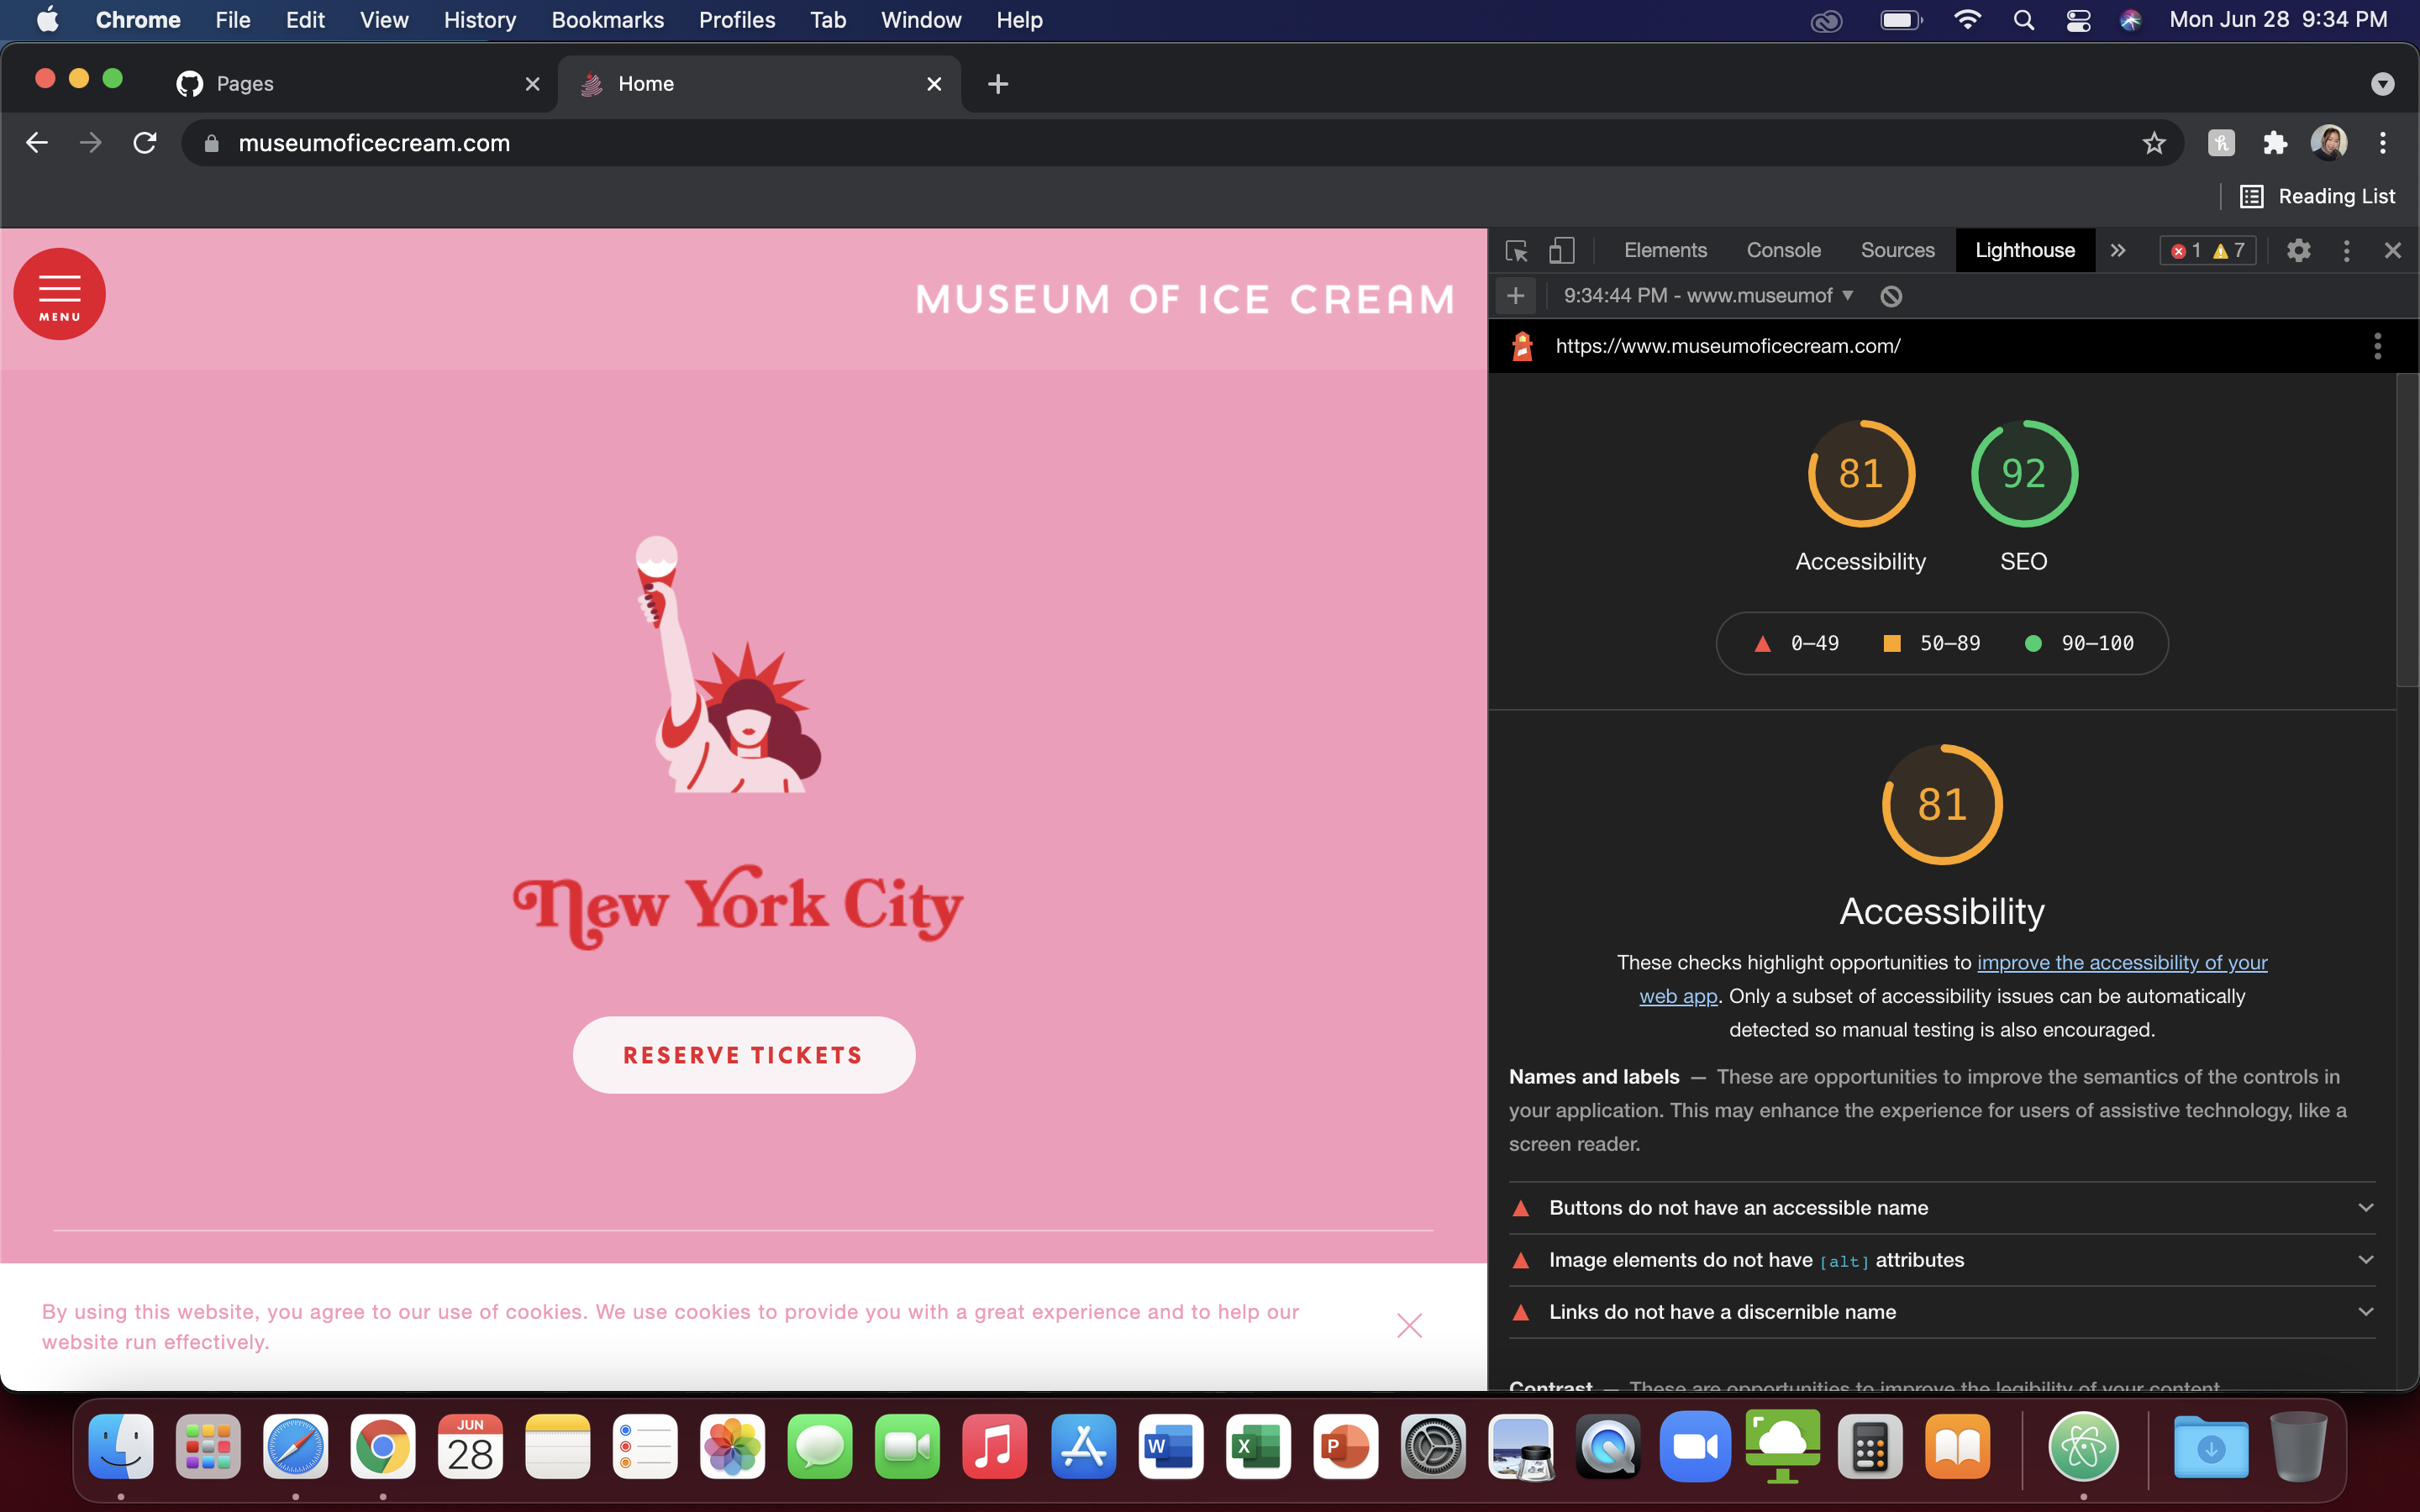 Chrome File Edit View History Bookmarks Profiles Tab Window Help Mon Jun 28 9:34 PM
Pages Home
museumoficecream.com
Reading List
MENU
MUSEUM OF ICE CREAM
New York City
RESERVE TICKETS
By using this website, you agree to our use of cookies. We use cookies to provide you with a great experience and to help our
website run effectively.
Elements Console Sources Lighthouse 1 7
9:34:44 PM - www.museumof
https://www.museumoficecream.com/
81 92
Accessibility SEO
0–49 50–89 90–100
81
Accessibility
These checks highlight opportunities to improve the accessibility of your
web app. Only a subset of accessibility issues can be automatically
detected so manual testing is also encouraged.
Names and labels — These are opportunities to improve the semantics of the controls in
your application. This may enhance the experience for users of assistive technology, like a
screen reader.
Buttons do not have an accessible name
Image elements do not have [alt] attributes
Links do not have a discernible name
Contrast — These are opportunities to improve the legibility of your content.
JUN
28
W X P